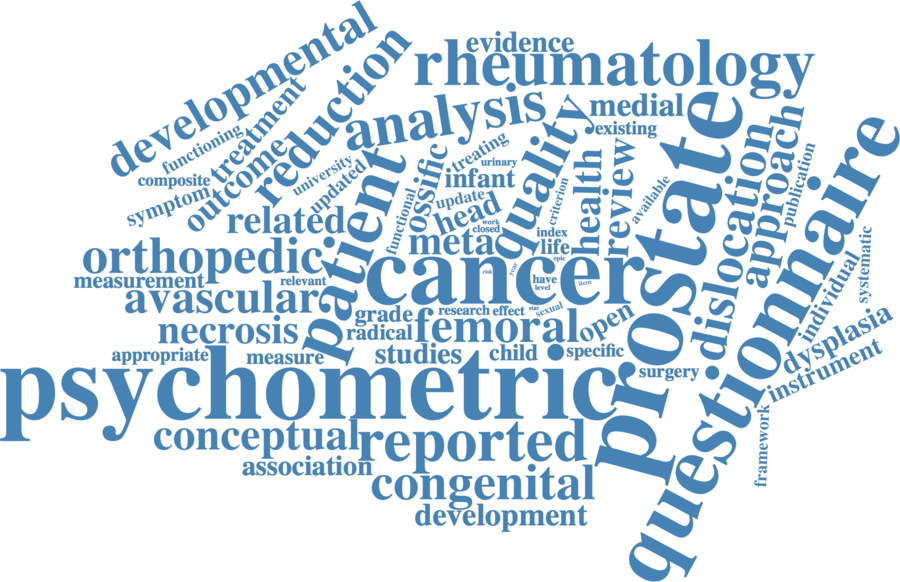 developmental
evidence
rheumatology
reduction
analysis
medial
existing
functioning
treatment
composite
outcome
symptom
university
updated
patient
functional
ossific
treating
urinary
infant
update
head
work
closed
quality
criterion
index
life
epic
health
review
available
prostate
dislocation
approach
publication
questionnaire
related
orthopedic
measurement
relevant
meta
cancer
risk
year
have
level
item
avascular
necrosis
grade
radical
research
effect
star
sexual
femoral
open
individual
systematic
appropriate
measure
studies
child
specific
surgery
dysplasia
instrument
psychometric
framework
conceptual
reported
association
congenital
development